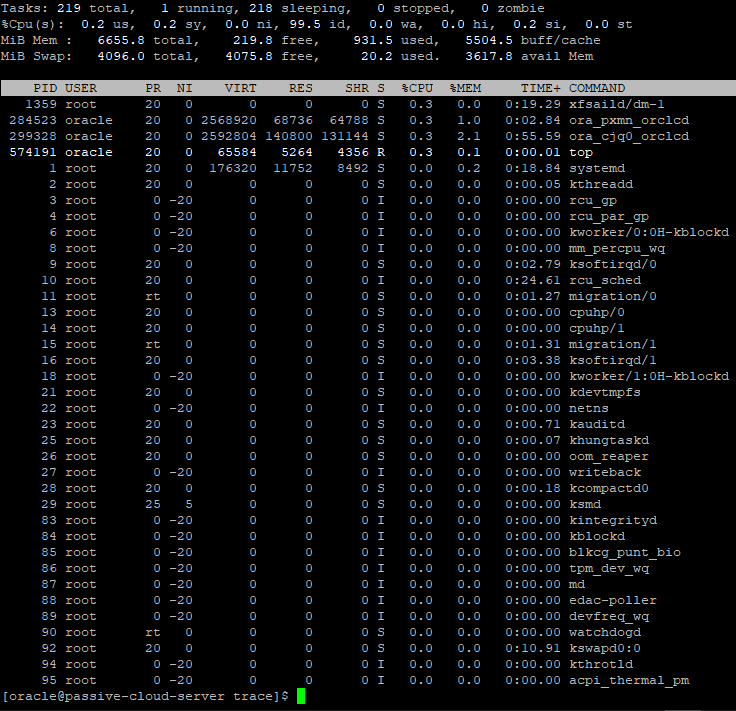 Tasks: 219 total,   1 running, 218 sleeping,   0 stopped,   0 zombie
%Cpu(s):  0.2 us,  0.2 sy,  0.0 ni, 99.5 id,  0.0 wa,  0.0 hi,  0.2 si,  0.0 st
MiB Mem :   6655.8 total,    219.8 free,    931.5 used,   5504.5 buff/cache
MiB Swap:   4096.0 total,   4075.8 free,     20.2 used.   3617.8 avail Mem
    PID USER      PR  NI    VIRT    RES    SHR S  %CPU  %MEM     TIME+ COMMAND
   1359 root      20   0       0      0      0 S   0.3   0.0   0:19.29 xfsaild/dm-1
 284523 oracle    20   0 2568920  68736  64788 S   0.3   1.0   0:02.84 ora_pxmn_orclcd
 299328 oracle    20   0 2592804 140800 131144 S   0.3   2.1   0:55.59 ora_cjq0_orclcd
 574191 oracle    20   0   65584   5264   4356 R   0.3   0.1   0:00.01 top
      1 root      20   0  176320  11752   8492 S   0.0   0.2   0:18.84 systemd
      2 root      20   0       0      0      0 S   0.0   0.0   0:00.05 kthreadd
      3 root       0 -20       0      0      0 I   0.0   0.0   0:00.00 rcu_gp
      4 root       0 -20       0      0      0 I   0.0   0.0   0:00.00 rcu_par_gp
      6 root       0 -20       0      0      0 I   0.0   0.0   0:00.00 kworker/0:0H-kblockd
      8 root       0 -20       0      0      0 I   0.0   0.0   0:00.00 mm_percpu_wq
      9 root      20   0       0      0      0 S   0.0   0.0   0:02.79 ksoftirqd/0
     10 root      20   0       0      0      0 I   0.0   0.0   0:24.61 rcu_sched
     11 root      rt   0       0      0      0 S   0.0   0.0   0:01.27 migration/0
     13 root      20   0       0      0      0 S   0.0   0.0   0:00.00 cpuhp/0
     14 root      20   0       0      0      0 S   0.0   0.0   0:00.00 cpuhp/1
     15 root      rt   0       0      0      0 S   0.0   0.0   0:01.31 migration/1
     16 root      20   0       0      0      0 S   0.0   0.0   0:03.38 ksoftirqd/1
     18 root       0 -20       0      0      0 I   0.0   0.0   0:00.00 kworker/1:0H-kblockd
     21 root      20   0       0      0      0 S   0.0   0.0   0:00.00 kdevtmpfs
     22 root       0 -20       0      0      0 I   0.0   0.0   0:00.00 netns
     23 root      20   0       0      0      0 S   0.0   0.0   0:00.71 kauditd
     25 root      20   0       0      0      0 S   0.0   0.0   0:00.07 khungtaskd
     26 root      20   0       0      0      0 S   0.0   0.0   0:00.00 oom_reaper
     27 root       0 -20       0      0      0 I   0.0   0.0   0:00.00 writeback
     28 root      20   0       0      0      0 S   0.0   0.0   0:00.18 kcompactd0
     29 root      25   5       0      0      0 S   0.0   0.0   0:00.00 ksmd
     83 root       0 -20       0      0      0 I   0.0   0.0   0:00.00 kintegrityd
     84 root       0 -20       0      0      0 I   0.0   0.0   0:00.00 kblockd
     85 root       0 -20       0      0      0 I   0.0   0.0   0:00.00 blkcg_punt_bio
     86 root       0 -20       0      0      0 I   0.0   0.0   0:00.00 tpm_dev_wq
     87 root       0 -20       0      0      0 I   0.0   0.0   0:00.00 md
     88 root       0 -20       0      0      0 I   0.0   0.0   0:00.00 edac-poller
     89 root       0 -20       0      0      0 I   0.0   0.0   0:00.00 devfreq_wq
     90 root      rt   0       0      0      0 S   0.0   0.0   0:00.00 watchdogd
     92 root      20   0       0      0      0 S   0.0   0.0   0:10.91 kswapd0:0
     94 root       0 -20       0      0      0 I   0.0   0.0   0:00.00 kthrotld
     95 root       0 -20       0      0      0 I   0.0   0.0   0:00.00 acpi_thermal_pm
[oracle@passive-cloud-server trace]$